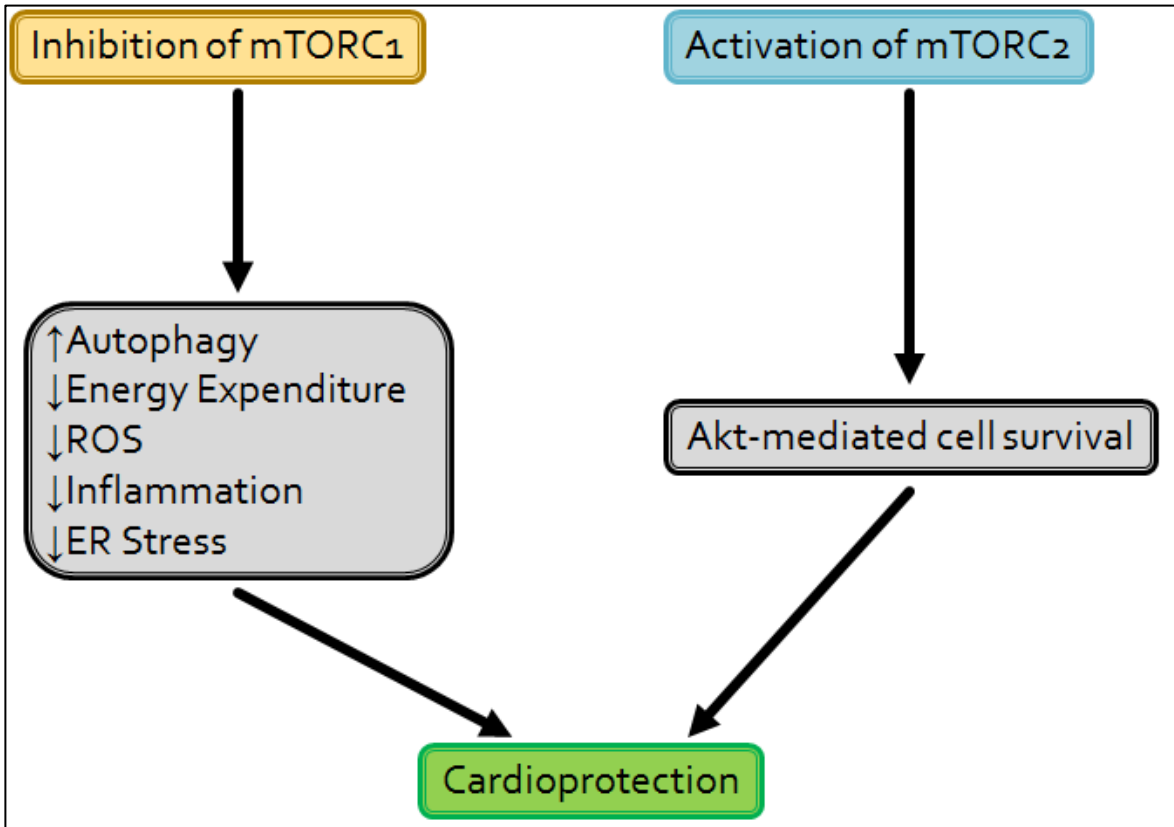 Inhibition of mTORC1
Activation of mTORC2
↑Autophagy
↓Energy Expenditure
↓ROS
↓Inflammation
↓ER Stress
Akt-mediated cell survival
Cardioprotection